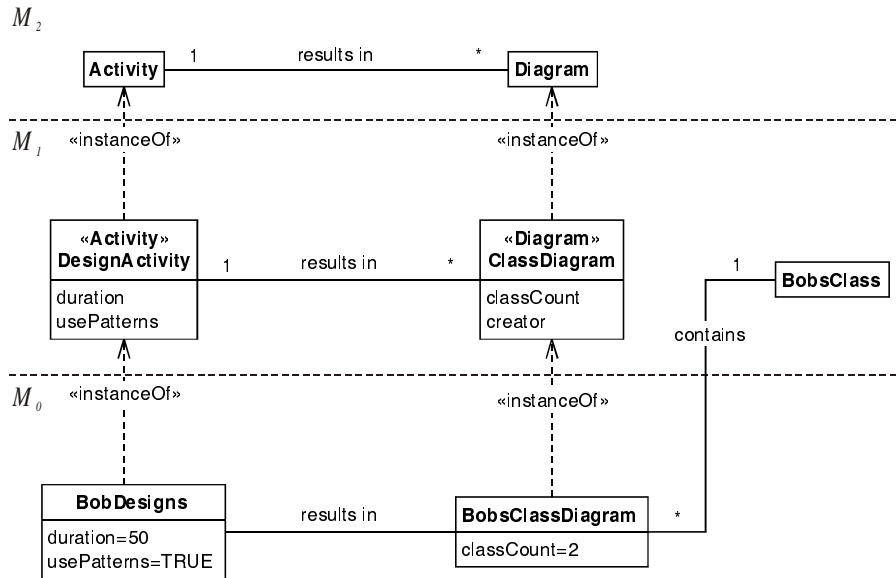 M₂
Activity
1
results in
*
Diagram
«instanceOf»
«instanceOf»
M₁
«Activity»
DesignActivity
duration
usePatterns
1
results in
*
«Diagram»
ClassDiagram
classCount
creator
1
BobsClass
contains
«instanceOf»
«instanceOf»
M₀
BobDesigns
duration=50
usePatterns=TRUE
results in
BobsClassDiagram
classCount=2
*